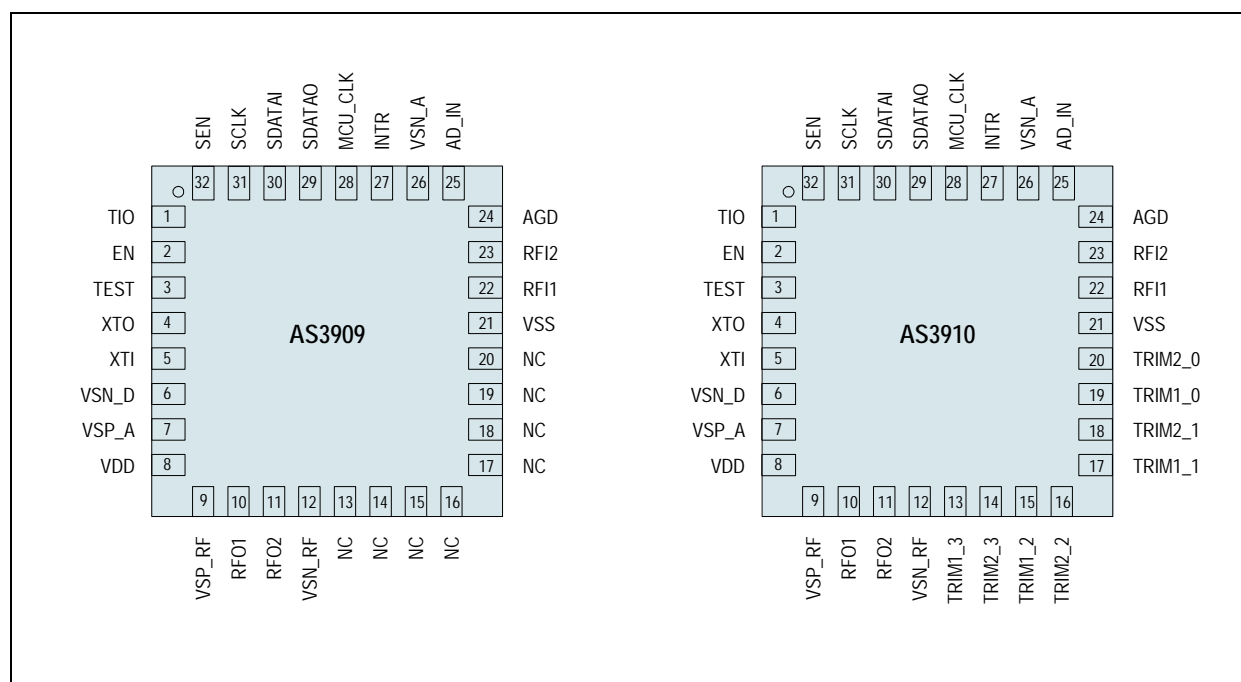 SEN SCLK SDATAI SDATAO MCU_CLK INTR VSN_A AD_IN
32 31 30 29 28 27 26 25
TIO 1 24 AGD
EN 2 23 RFI2
TEST 3 22 RFI1
XTO 4 21 VSS
AS3909
XTI 5 20 NC
VSN_D 6 19 NC
VSP_A 7 18 NC
VDD 8 17 NC
9 10 11 12 13 14 15 16
VSP_RF RFO1 RFO2 VSN_RF NC NC NC NC
SEN SCLK SDATAI SDATAO MCU_CLK INTR VSN_A AD_IN
32 31 30 29 28 27 26 25
TIO 1 24 AGD
EN 2 23 RFI2
TEST 3 22 RFI1
XTO 4 21 VSS
AS3910
XTI 5 20 TRIM2_0
VSN_D 6 19 TRIM1_0
VSP_A 7 18 TRIM2_1
VDD 8 17 TRIM1_1
9 10 11 12 13 14 15 16
VSP_RF RFO1 RFO2 VSN_RF TRIM1_3 TRIM2_3 TRIM1_2 TRIM2_2